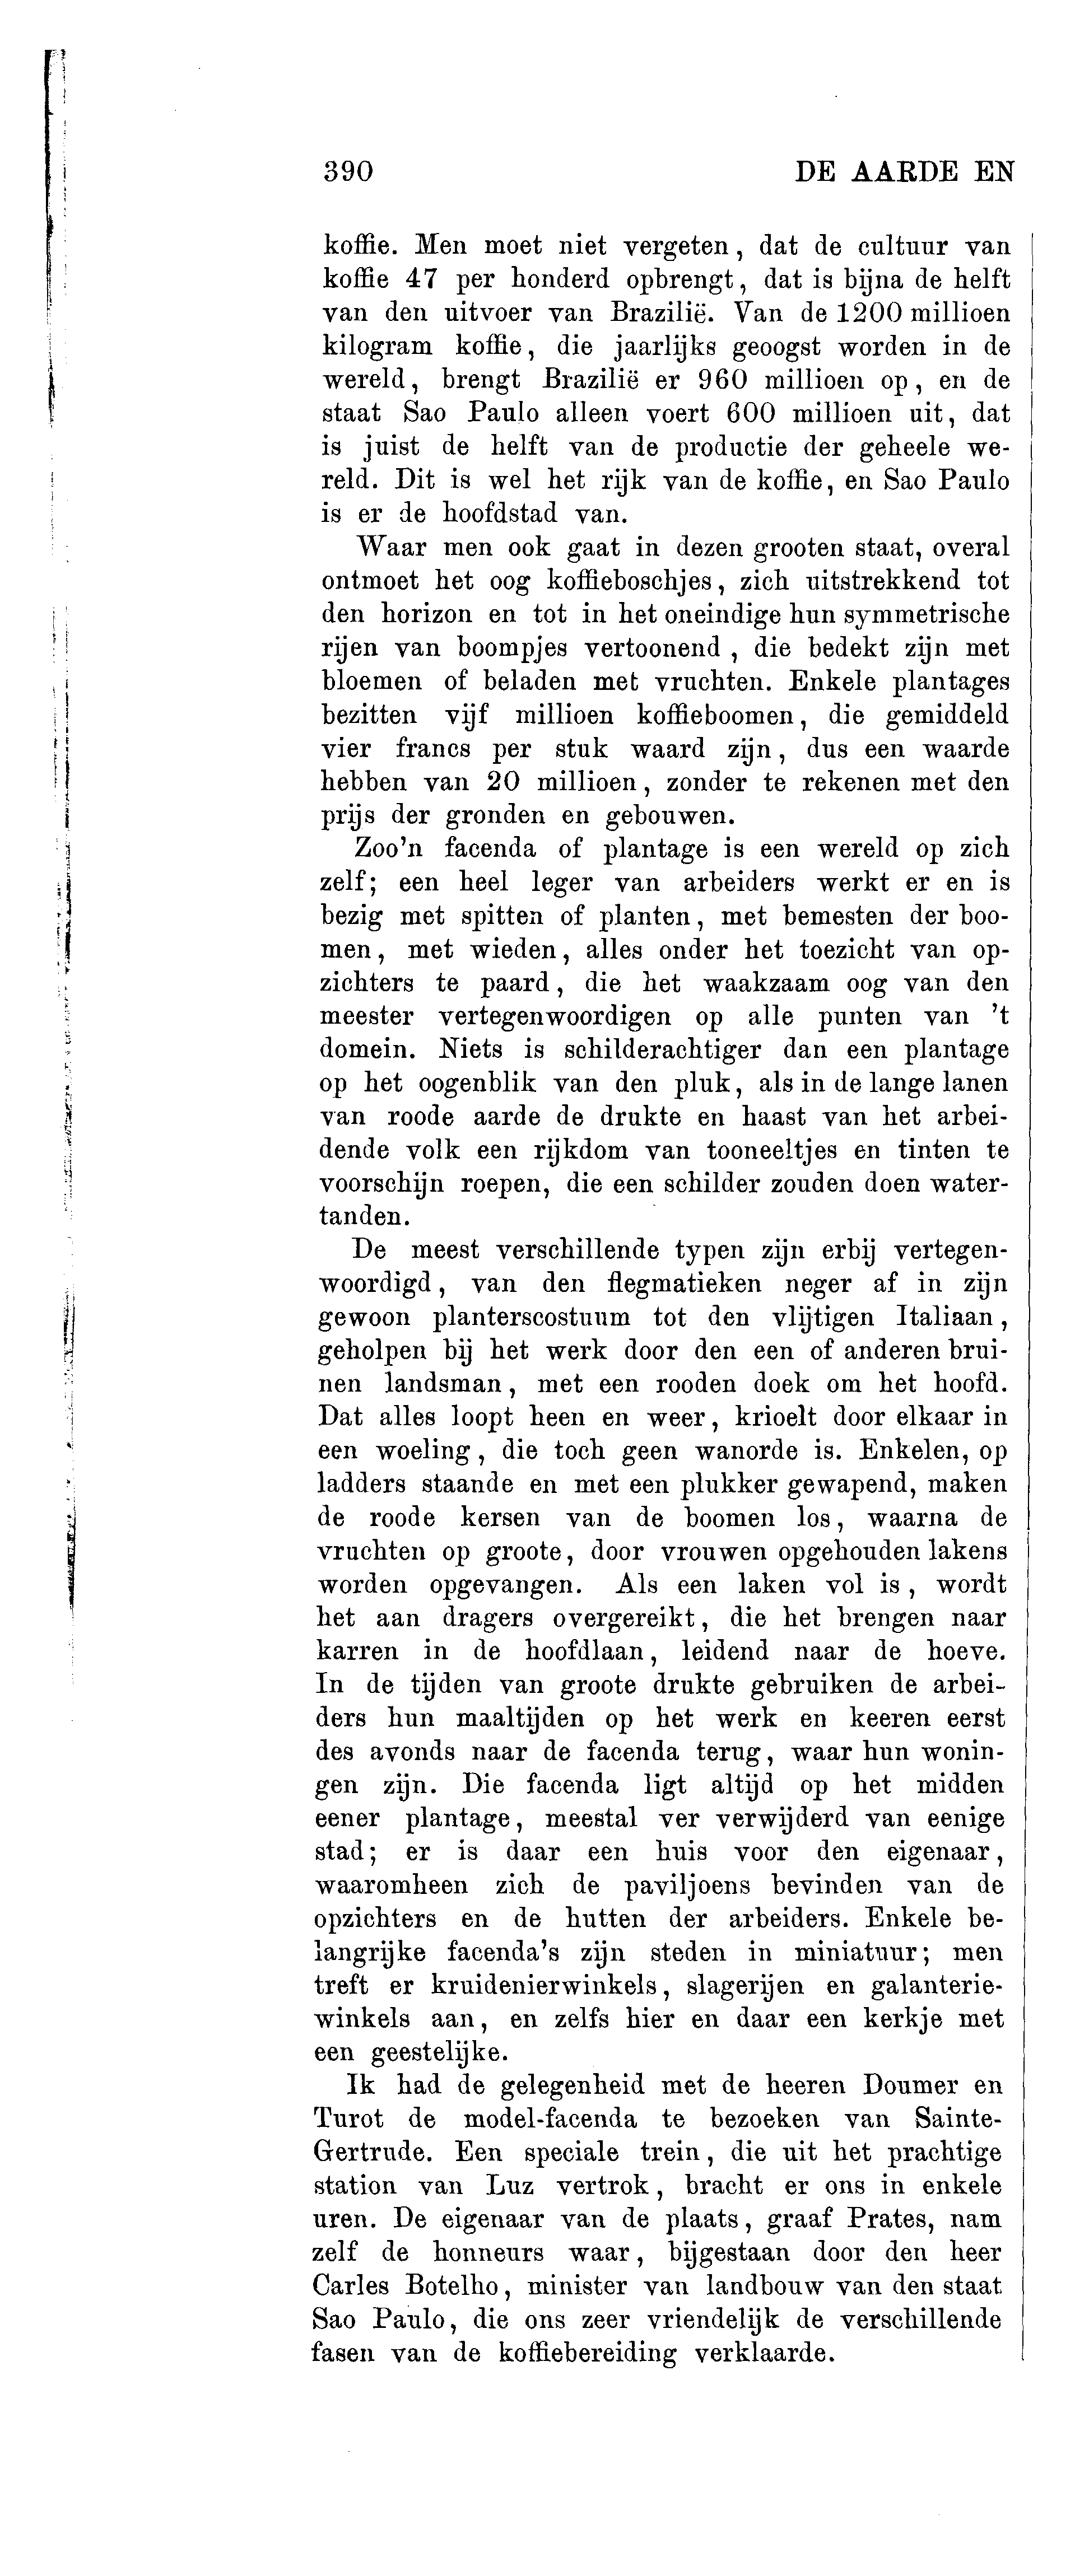 390 DE AARDE EN
koffie. Men moet niet vergeten, dat de cultuur van
koffie 47 per honderd opbrengt, dat is bijna de helft
van den uitvoer van Brazilië. Van de 1200 millioen
kilogram koffie, die jaarlijks geoogst worden in de
wereld, brengt Brazilië er 960 millioen op, en de
staat Sao Paulo alleen voert 600 millioen uit, dat
is juist de helft van de productie der geheele we-
reld. Dit is wel het rijk van de koffie, en Sao Paulo
is er de hoofdstad van.
Waar men ook gaat in dezen grooten staat, overal
ontmoet het oog koffieboschjes, zich uitstrekkend tot
den horizon en tot in het oneindige hun symmetrische
rijen van boompjes vertoonend, die bedekt zijn met
bloemen of beladen met vruchten. Enkele plantages
bezitten vijf millioen koffieboomen, die gemiddeld
vier francs per stuk waard zijn, dus een waarde
hebben van 20 millioen, zonder te rekenen met den
prijs der gronden en gebouwen.
Zoo'n facenda of plantage is een wereld op zich
zelf; een heel leger van arbeiders werkt er en is
bezig met spitten of planten, met bemesten der boo-
men, met wieden, alles onder het toezicht van op-
zichters te paard, die het waakzaam oog van den
meester vertegenwoordigen op alle punten van 't
domein. Niets is schilderachtiger dan een plantage
op het oogenblik van den pluk, als in de lange lanen
van roode aarde de drukte en haast van het arbei-
dende volk een rijkdom van tooneeltjes en tinten te
voorschijn roepen, die een schilder zouden doen water-
tanden.
De meest verschillende typen zijn erbij vertegen-
woordigd, van den flegmatieken neger af in zijn
gewoon planterscostuum tot den vlijtigen Italiaan,
geholpen bij het werk door den een of anderen brui-
nen landsman, met een rooden doek om het hoofd.
Dat alles loopt heen en weer, krioelt door elkaar in
een woeling, die toch geen wanorde is. Enkelen, op
ladders staande en met een plukker gewapend, maken
de roode kersen van de boomen los, waarna de
vruchten op groote, door vrouwen opgehouden lakens
worden opgevangen. Als een laken vol is, wordt
het aan dragers overgereikt, die het brengen naar
karren in de hoofdlaan, leidend naar de hoeve.
In de tijden van groote drukte gebruiken de arbei-
ders hun maaltijden op het werk en keeren eerst
des avonds naar de facenda terug, waar hun wonin-
gen zijn. Die facenda ligt altijd op het midden
eener plantage, meestal ver verwijderd van eenige
stad; er is daar een huis voor den eigenaar,
waaromheen zich de paviljoens bevinden van de
opzichters en de hutten der arbeiders. Enkele be-
langrijke facenda's zijn steden in miniatuur; men
treft er kruidenierwinkels, slagerijen en galanterie-
winkels aan, en zelfs hier en daar een kerkje met
een geestelijke.
Ik had de gelegenheid met de heeren Doumer en
Turot de model-facenda te bezoeken van Sainte-
Gertrude. Een speciale trein, die uit het prachtige
station van Luz vertrok, bracht er ons in enkele
uren. De eigenaar van de plaats, graaf Prates, nam
zelf de honneurs waar, bijgestaan door den heer
Carles Botelho, minister van landbouw van den staat
Sao Paulo, die ons zeer vriendelijk de verschillende
fasen van de koffiebereiding verklaarde.